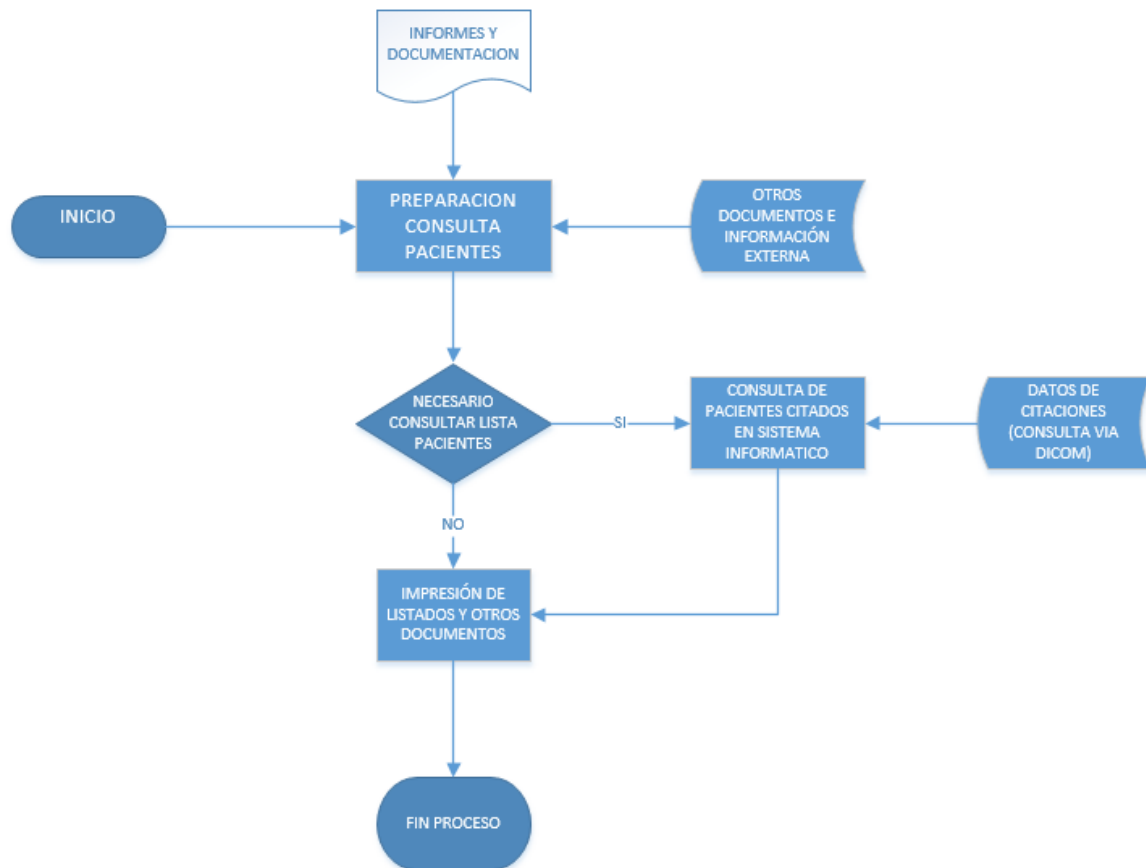 INFORMES Y
DOCUMENTACION
INICIO
PREPARACION
CONSULTA
PACIENTES
OTROS
DOCUMENTOS E
INFORMACIÓN
EXTERNA
NECESARIO
CONSULTAR LISTA
PACIENTES
SI
CONSULTA DE
PACIENTES CITADOS
EN SISTEMA
INFORMATICO
DATOS DE
CITACIONES
(CONSULTA VIA
DICOM)
NO
IMPRESIÓN DE
LISTADOS Y OTROS
DOCUMENTOS
FIN PROCESO